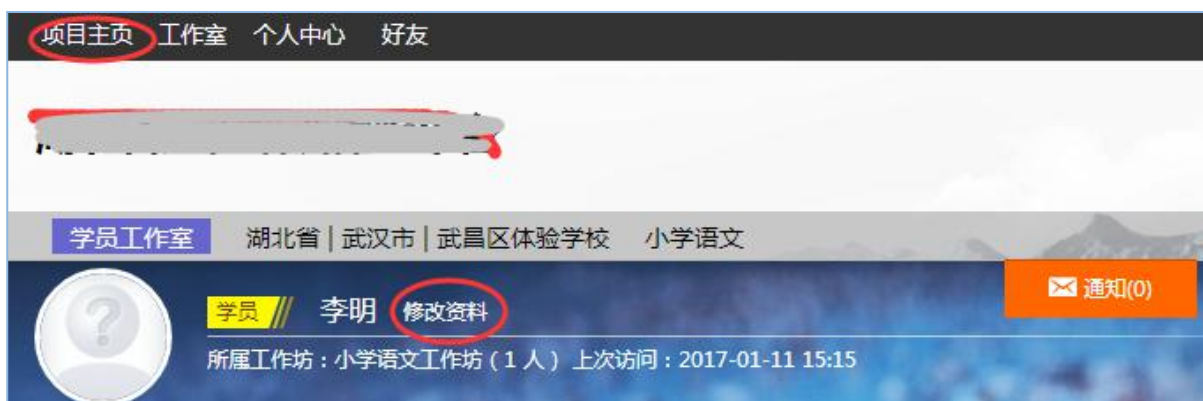 项目主页 工作室 个人中心 好友
学员工作室 湖北省 | 武汉市 | 武昌区体验学校 小学语文
通知(0)
学员 // 李明 修改资料
所属工作坊：小学语文工作坊（1 人） 上次访问：2017-01-11 15:15